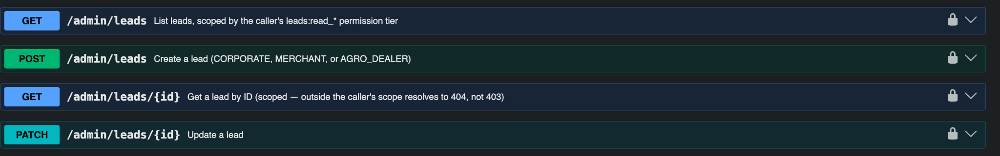 GET /admin/leads List leads, scoped by the caller's leads:read_* permission tier
POST /admin/leads Create a lead (CORPORATE, MERCHANT, or AGRO_DEALER)
GET /admin/leads/{id} Get a lead by ID (scoped — outside the caller's scope resolves to 404, not 403)
PATCH /admin/leads/{id} Update a lead